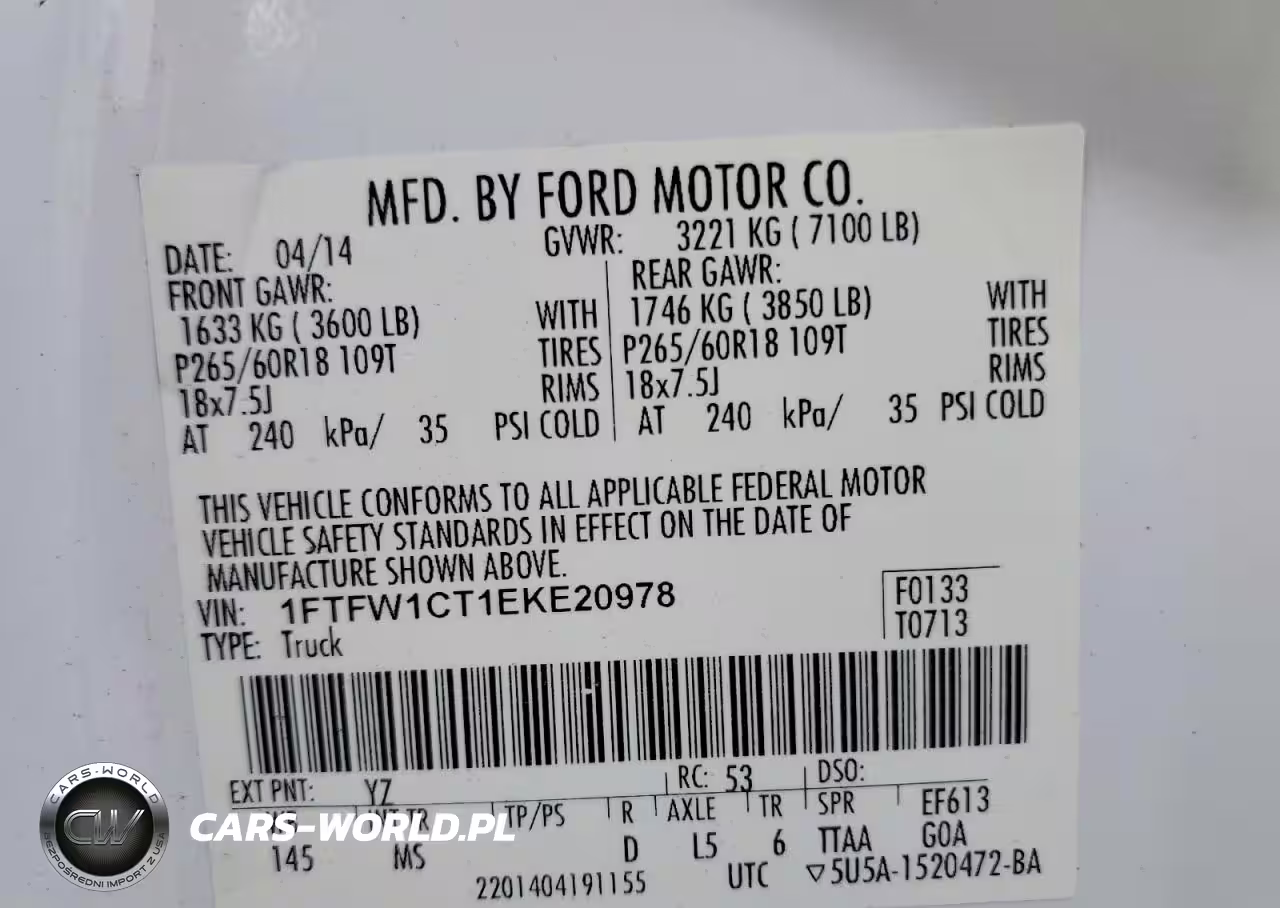 MFD. BY FORD MOTOR CO.
DATE: 04/14 GVWR: 3221 KG ( 7100 LB)
FRONT GAWR: REAR GAWR:
1633 KG ( 3600 LB) WITH 1746 KG ( 3850 LB) WITH
P265/60R18 109T TIRES P265/60R18 109T TIRES
18x7.5J RIMS 18x7.5J RIMS
AT 240 kPa/ 35 PSI COLD AT 240 kPa/ 35 PSI COLD
THIS VEHICLE CONFORMS TO ALL APPLICABLE FEDERAL MOTOR
VEHICLE SAFETY STANDARDS IN EFFECT ON THE DATE OF
MANUFACTURE SHOWN ABOVE.
VIN: 1FTFW1CT1EKE20978 F0133
TYPE: Truck T0713
EXT PNT: YZ RC: 53 DSO:
TP/PS R AXLE TR SPR EF613
145 MS D L5 6 TTAA GOA
2201404191155 UTC ▽5U5A-1520472-BA
CARS-WORLD
CW
BEZPOŚREDNI IMPORT Z USA
CARS-WORLD.PL